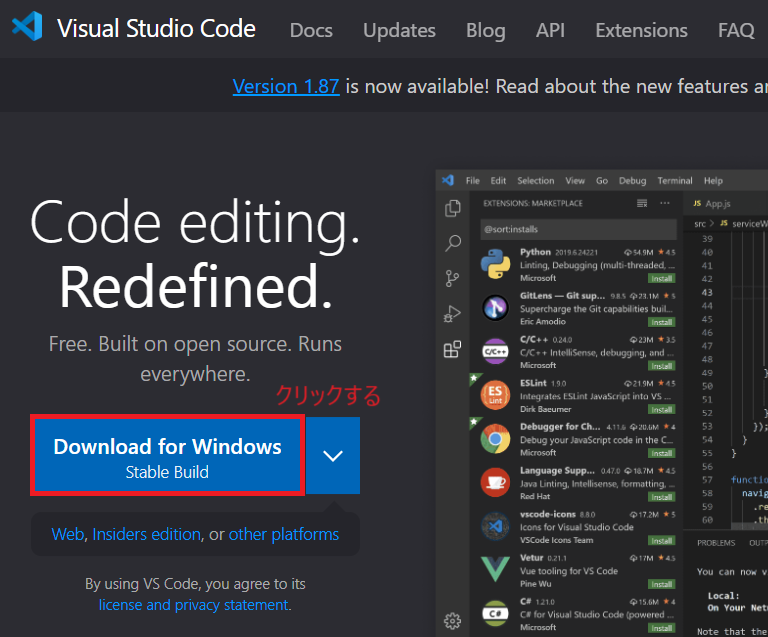 Visual Studio Code Docs Updates Blog API Extensions FAQ
Version 1.87 is now available! Read about the new features a
Code editing.
Redefined.
Free. Built on open source. Runs
everywhere.
クリックする
Download for Windows
Stable Build
Web, Insiders edition, or other platforms
By using VS Code, you agree to its
license and privacy statement.
File Edit Selection View Go Debug Terminal Help
EXTENSIONS: MARKETPLACE
@sort:installs
Python 2019.6.24221 54.9M ★ 4.5
Linting, Debugging (multi-threaded, ...
Microsoft Install
GitLens — Git sup... 9.8.5 23.1M ★ 5
Supercharge the Git capabilities buil...
Eric Amodio Install
C/C++ 0.24.0 23M ★ 3.5
C/C++ IntelliSense, debugging, and ...
Microsoft Install
ESLint 1.9.0 21.9M ★ 4.5
Integrates ESLint JavaScript into VS ...
Dirk Baeumer Install
Debugger for Ch... 4.11.6 20.6M ★ 4
Debug your JavaScript code in the C...
Microsoft Install
Language Supp... 0.47.0 18.7M ★ 4.5
Java Linting, Intellisense, formatting, ...
Red Hat Install
vscode-icons 8.8.0 17.2M ★ 5
Icons for Visual Studio Code
VSCode Icons Team Install
Vetur 0.21.1 17M ★ 4.5
Vue tooling for VS Code
Pine Wu Install
C# 1.21.0 15.6M ★ 4
C# for Visual Studio Code (powered ...
Microsoft Install
JS App.js
src > JS serviceW
39
40
41
42
43
44
45
46
47
48
49 }
50
51 }
52 });
53 }
54 }
55 }
56
57 functio
58 navig
59 .re
60 .th
PROBLEMS OUTP
You can now v
Local:
On Your Net
Note that the